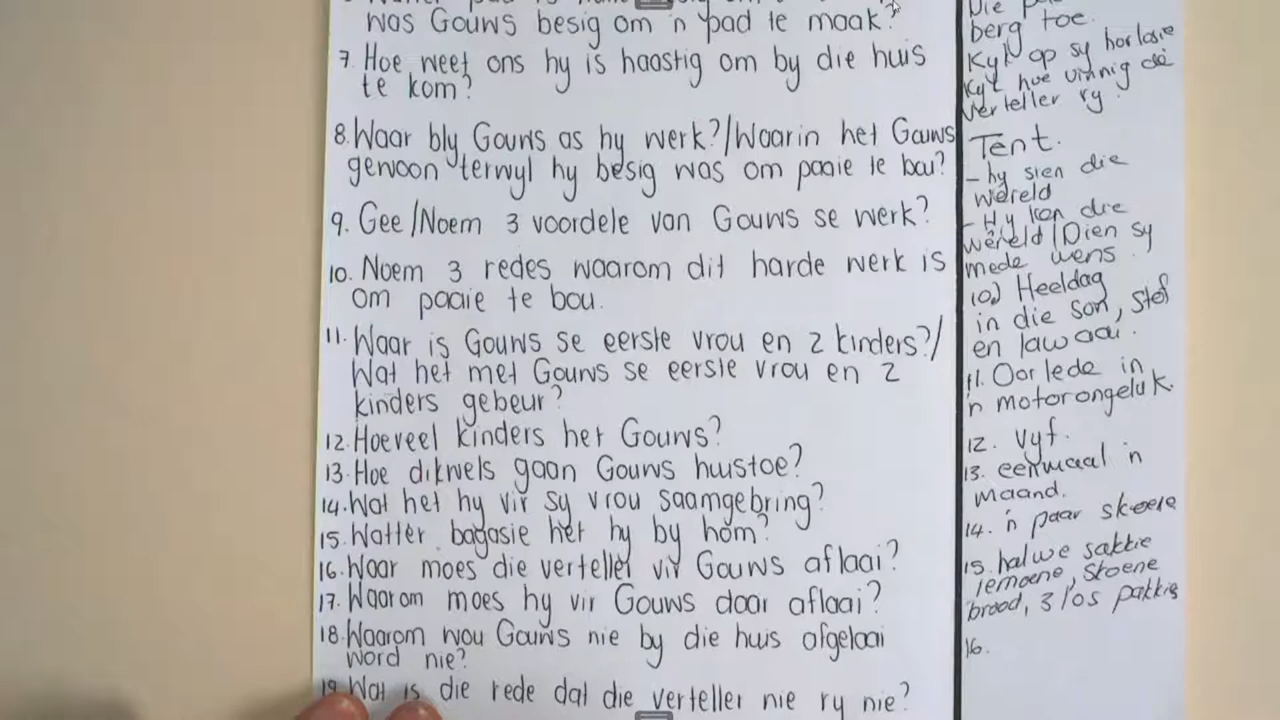 was Gouws besig om 'n pad te maak?
7. Hoe weet ons hy is haastig om by die huis
te kom?
8. Waar bly Gouws as hy werk?/Waarin het Gouws
gewoon terwyl hy besig was om paaie te bou?
9. Gee/Noem 3 voordele van Gouws se werk?
10. Noem 3 redes waarom dit harde werk is
om paaie te bou.
11. Waar is Gouws se eerste vrou en 2 kinders?/
Wat het met Gouws se eerste vrou en 2
kinders gebeur?
12. Hoeveel kinders het Gouws?
13. Hoe dikwels gaan Gouws huistoe?
14. Wat het hy vir sy vrou saamgebring?
15. Watter bagasie het hy by hom?
16. Waar moes die verteller vir Gouws aflaai?
17. Waarom moes hy vir Gouws daar aflaai?
18. Waarom wou Gouws nie by die huis afgelaai
word nie?
19. Wat is die rede dat die verteller nie ry nie?
Die
berg toe.
Kyk op sy horlosie
Kyk hoe vinnig die
verteller ry.
Tent.
- hy sien die
wêreld
- Hy kan die
wêreld/Dien sy
mede wens.
10.) Heeldag
in die son, stof
en lawaai.
11. Oorlede in
'n motorongeluk.
12. Vyf.
13. eenmaal 'n
maand.
14. 'n paar skoene
15. halwe sakkie
lemoene, skoene
brood, 3 los pakkies
16.